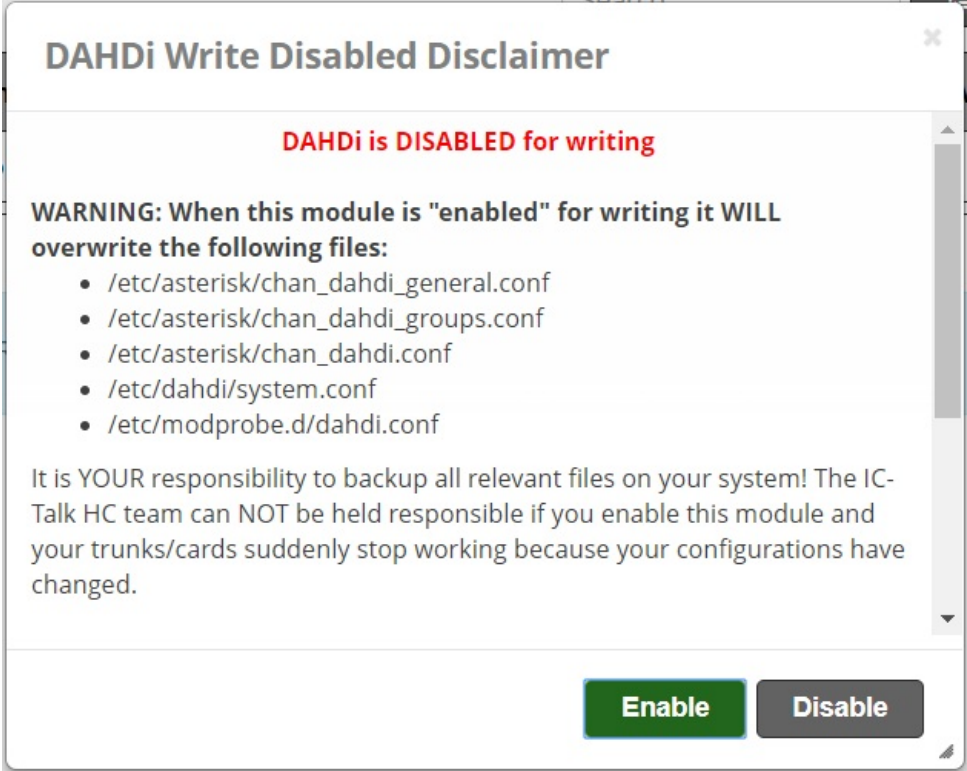 DAHDi Write Disabled Disclaimer
×
DAHDi is DISABLED for writing
WARNING: When this module is "enabled" for writing it WILL
overwrite the following files:
• /etc/asterisk/chan_dahdi_general.conf
• /etc/asterisk/chan_dahdi_groups.conf
• /etc/asterisk/chan_dahdi.conf
• /etc/dahdi/system.conf
• /etc/modprobe.d/dahdi.conf
It is YOUR responsibility to backup all relevant files on your system! The IC-
Talk HC team can NOT be held responsible if you enable this module and
your trunks/cards suddenly stop working because your configurations have
changed.
Enable Disable